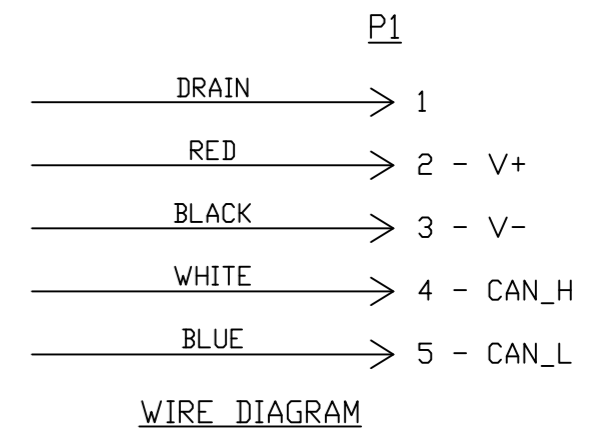 P1
DRAIN 1
RED 2 - V+
BLACK 3 - V-
WHITE 4 - CAN_H
BLUE 5 - CAN_L
WIRE DIAGRAM